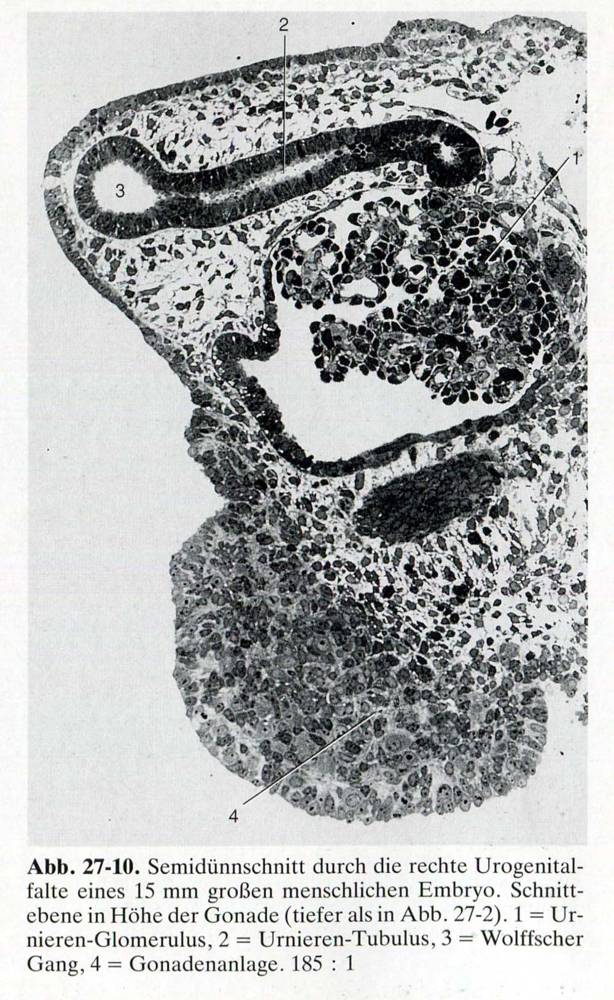 2
1
3
4
Abb. 27-10. Semidünnschnitt durch die rechte Urogenital-
falte eines 15 mm großen menschlichen Embryo. Schnitt-
ebene in Höhe der Gonade (tiefer als in Abb. 27-2). 1 = Ur-
nieren-Glomerulus, 2 = Urnieren-Tubulus, 3 = Wolffscher
Gang, 4 = Gonadenanlage. 185 : 1